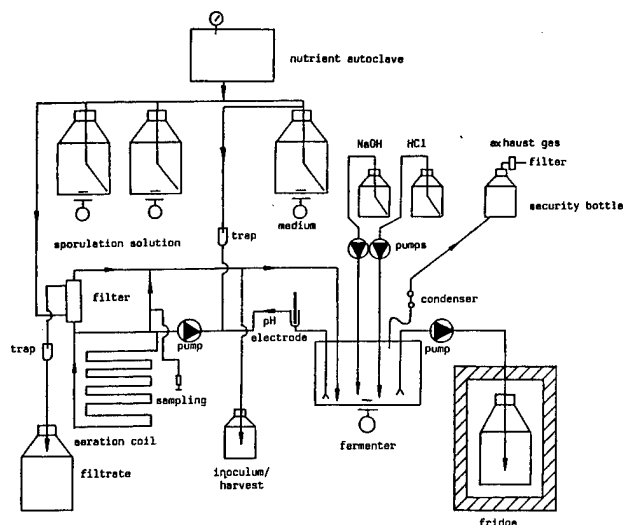 nutrient autoclave
NaOH
HCl
exhaust gas
filter
security bottle
medium
sporulation solution
trap
pumps
condenser
filter
pH
electrode
pump
pump
trap
sampling
aeration coil
fermenter
filtrate
inoculum/
harvest
fridge